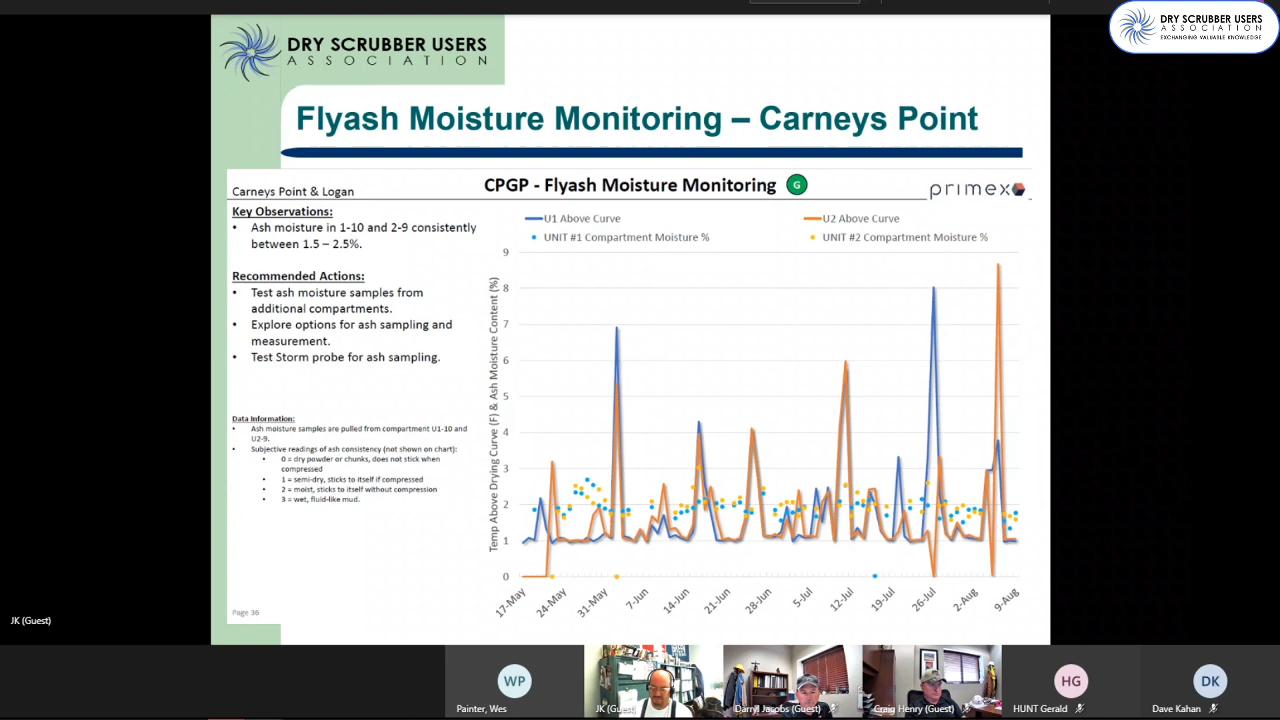 DRY SCRUBBER USERS
ASSOCIATION
EXCHANGING VALUABLE KNOWLEDGE
DRY SCRUBBER USERS
ASSOCIATION
Flyash Moisture Monitoring – Carneys Point
Carneys Point & Logan
CPGP - Flyash Moisture Monitoring
G
primex
Key Observations:
• Ash moisture in 1-10 and 2-9 consistently
between 1.5 – 2.5%.
Recommended Actions:
• Test ash moisture samples from
additional compartments.
• Explore options for ash sampling and
measurement.
• Test Storm probe for ash sampling.
Data Information:
• Ash moisture samples are pulled from compartment U1-10 and
U2-9.
• Subjective readings of ash consistency (not shown on chart):
• 0 = dry powder or chunks, does not stick when
compressed
• 1 = semi-dry, sticks to itself if compressed
• 2 = moist, sticks to itself without compression
• 3 = wet, fluid-like mud.
Page 36
U1 Above Curve
U2 Above Curve
UNIT #1 Compartment Moisture %
UNIT #2 Compartment Moisture %
Temp Above Drying Curve (F) & Ash Moisture Content (%)
9
8
7
6
5
4
3
2
1
0
17-May
24-May
31-May
7-Jun
14-Jun
21-Jun
28-Jun
5-Jul
12-Jul
19-Jul
26-Jul
2-Aug
9-Aug
JK (Guest)
WP
Painter, Wes
JK (Guest)
Darryl Jacobs (Guest)
Craig Henry (Guest)
HG
HUNT Gerald
DK
Dave Kahan